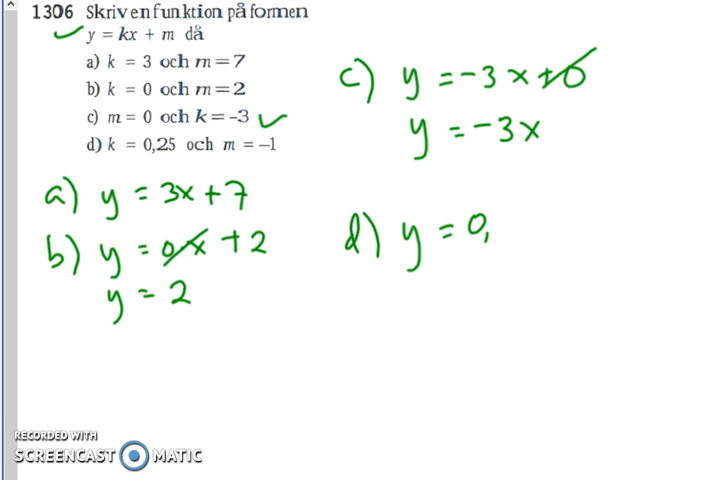 1306 Skriv en funktion på formen
y = kx + m då
a) k = 3 och m = 7
b) k = 0 och m = 2
c) m = 0 och k = -3
d) k = 0,25 och m = -1
a) y = 3x + 7
b) y = 0x + 2
y = 2
c) y = -3x + 0
y = -3x
d) y = 0,
RECORDED WITH
SCREENCAST MATIC